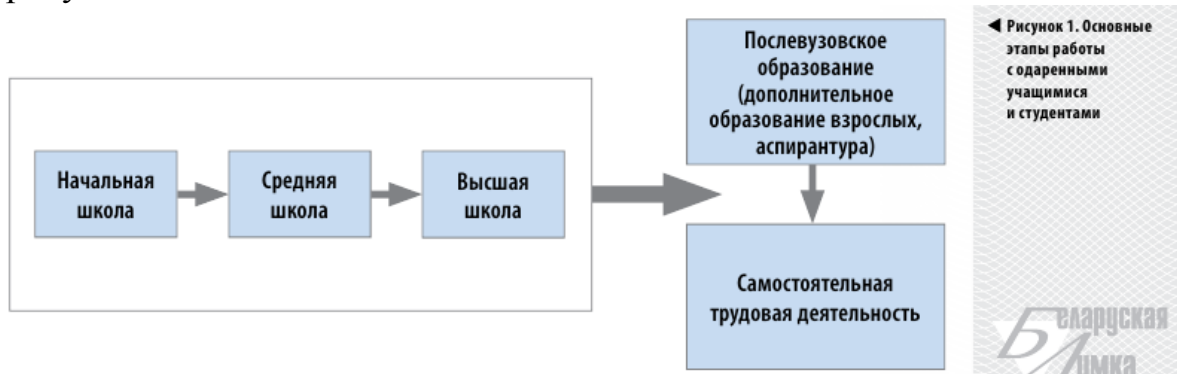 Начальная
школа
Средняя
школа
Высшая
школа
Послевузовское
образование
(дополнительное
образование взрослых,
аспирантура)
Самостоятельная
трудовая деятельность
◄ Рисунок 1. Основные
этапы работы
с одаренными
учащимися
и студентами
Беларуская